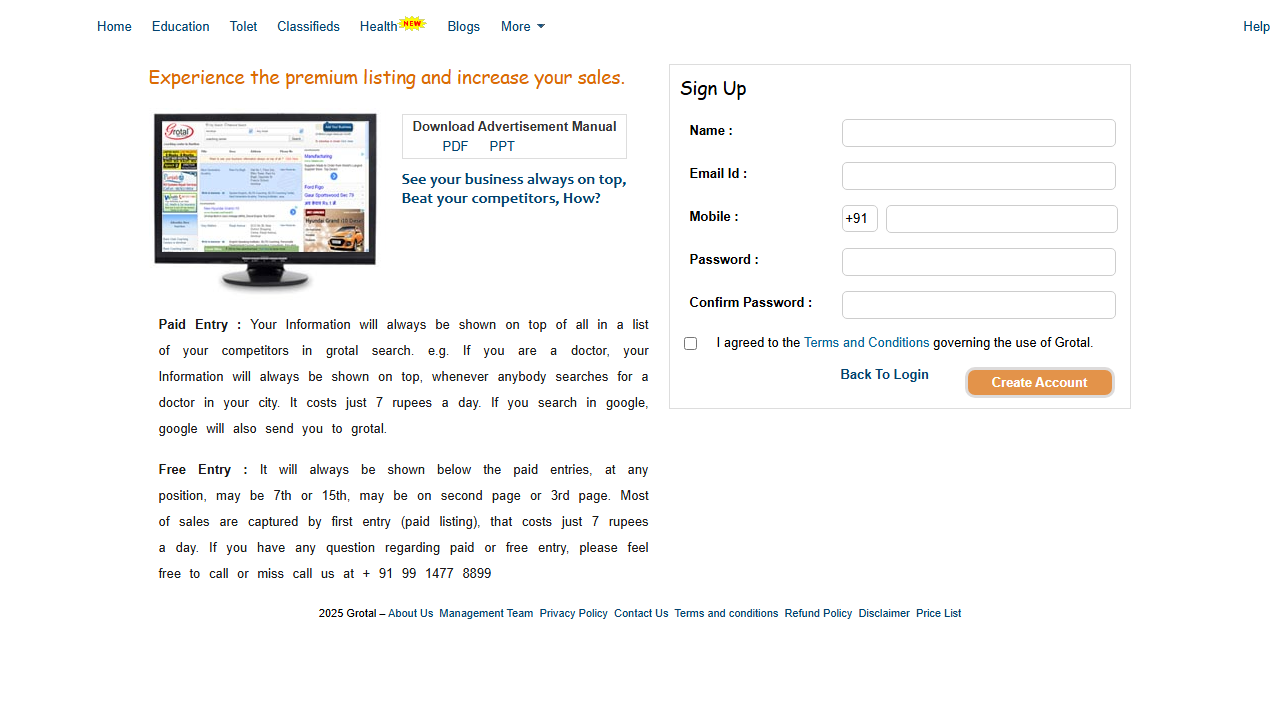 Home Education Tolet Classifieds Health NEW Blogs More Help
Experience the premium listing and increase your sales.
Grotal
Download Advertisement Manual
PDF PPT
See your business always on top,
Beat your competitors, How?
Paid Entry : Your Information will always be shown on top of all in a list
of your competitors in grotal search. e.g. If you are a doctor, your
Information will always be shown on top, whenever anybody searches for a
doctor in your city. It costs just 7 rupees a day. If you search in google,
google will also send you to grotal.
Free Entry : It will always be shown below the paid entries, at any
position, may be 7th or 15th, may be on second page or 3rd page. Most
of sales are captured by first entry (paid listing), that costs just 7 rupees
a day. If you have any question regarding paid or free entry, please feel
free to call or miss call us at + 91 99 1477 8899
Sign Up
Name :
Email Id :
Mobile : +91
Password :
Confirm Password :
I agreed to the Terms and Conditions governing the use of Grotal.
Back To Login Create Account
2025 Grotal – About Us Management Team Privacy Policy Contact Us Terms and conditions Refund Policy Disclaimer Price List